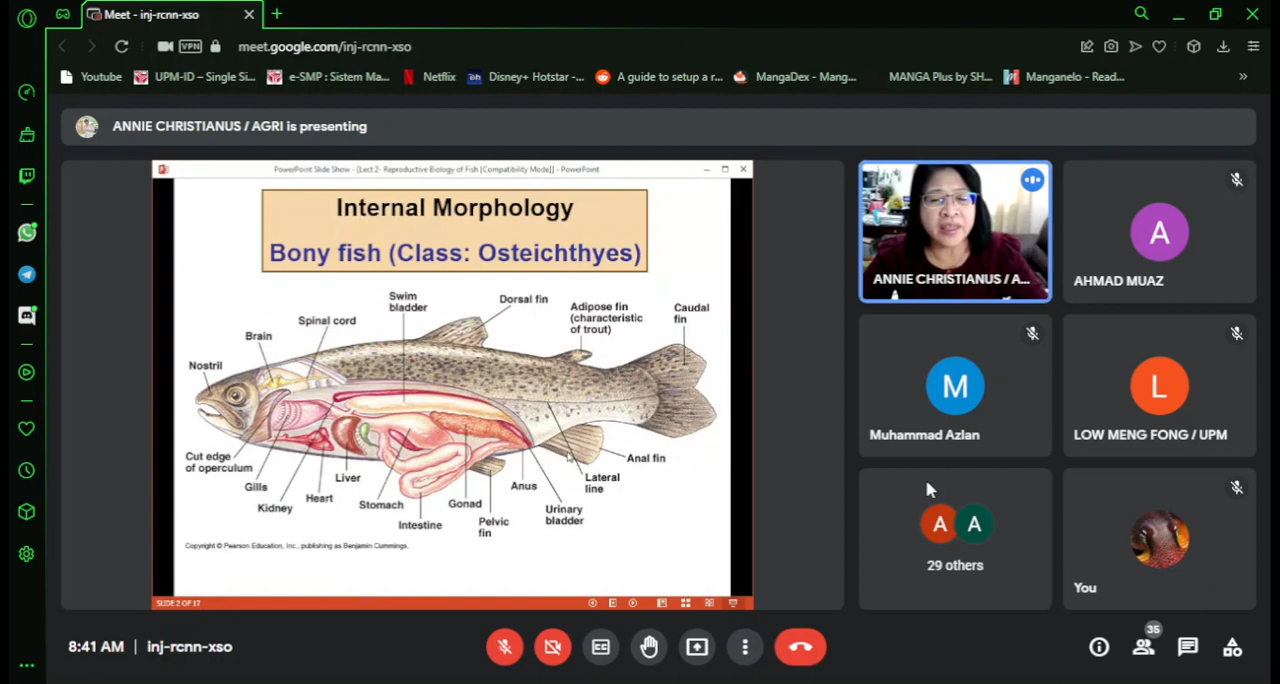 Meet - inj-rcnn-xso
VPN
meet.google.com/inj-rcnn-xso
Youtube
UPM-ID – Single Si...
e-SMP : Sistem Ma...
Netflix
Disney+ Hotstar -...
A guide to setup a r...
MangaDex - Mang...
MANGA Plus by SH...
Manganelo - Read...
»
ANNIE CHRISTIANUS / AGRI is presenting
PowerPoint Slide Show - [Lect 2- Reproductive Biology of Fish [Compatibility Mode]] - PowerPoint
Internal Morphology
Bony fish (Class: Osteichthyes)
Swim
bladder
Dorsal fin
Adipose fin
(characteristic
of trout)
Caudal
fin
Spinal cord
Brain
Nostril
Cut edge
of operculum
Gills
Kidney
Heart
Liver
Stomach
Intestine
Gonad
Pelvic
fin
Anus
Urinary
bladder
Lateral
line
Anal fin
Copyright © Pearson Education, Inc., publishing as Benjamin Cummings.
SLIDE 2 OF 17
ANNIE CHRISTIANUS / A...
A
AHMAD MUAZ
M
Muhammad Azlan
L
LOW MENG FONG / UPM
A
A
29 others
You
8:41 AM
inj-rcnn-xso
CC
35